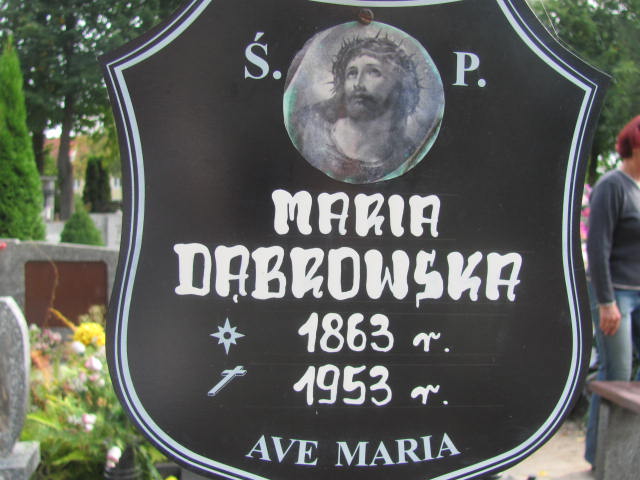 Ś. P.
MARIA
DĄBROWSKA
1863 r.
1953 r.
AVE MARIA